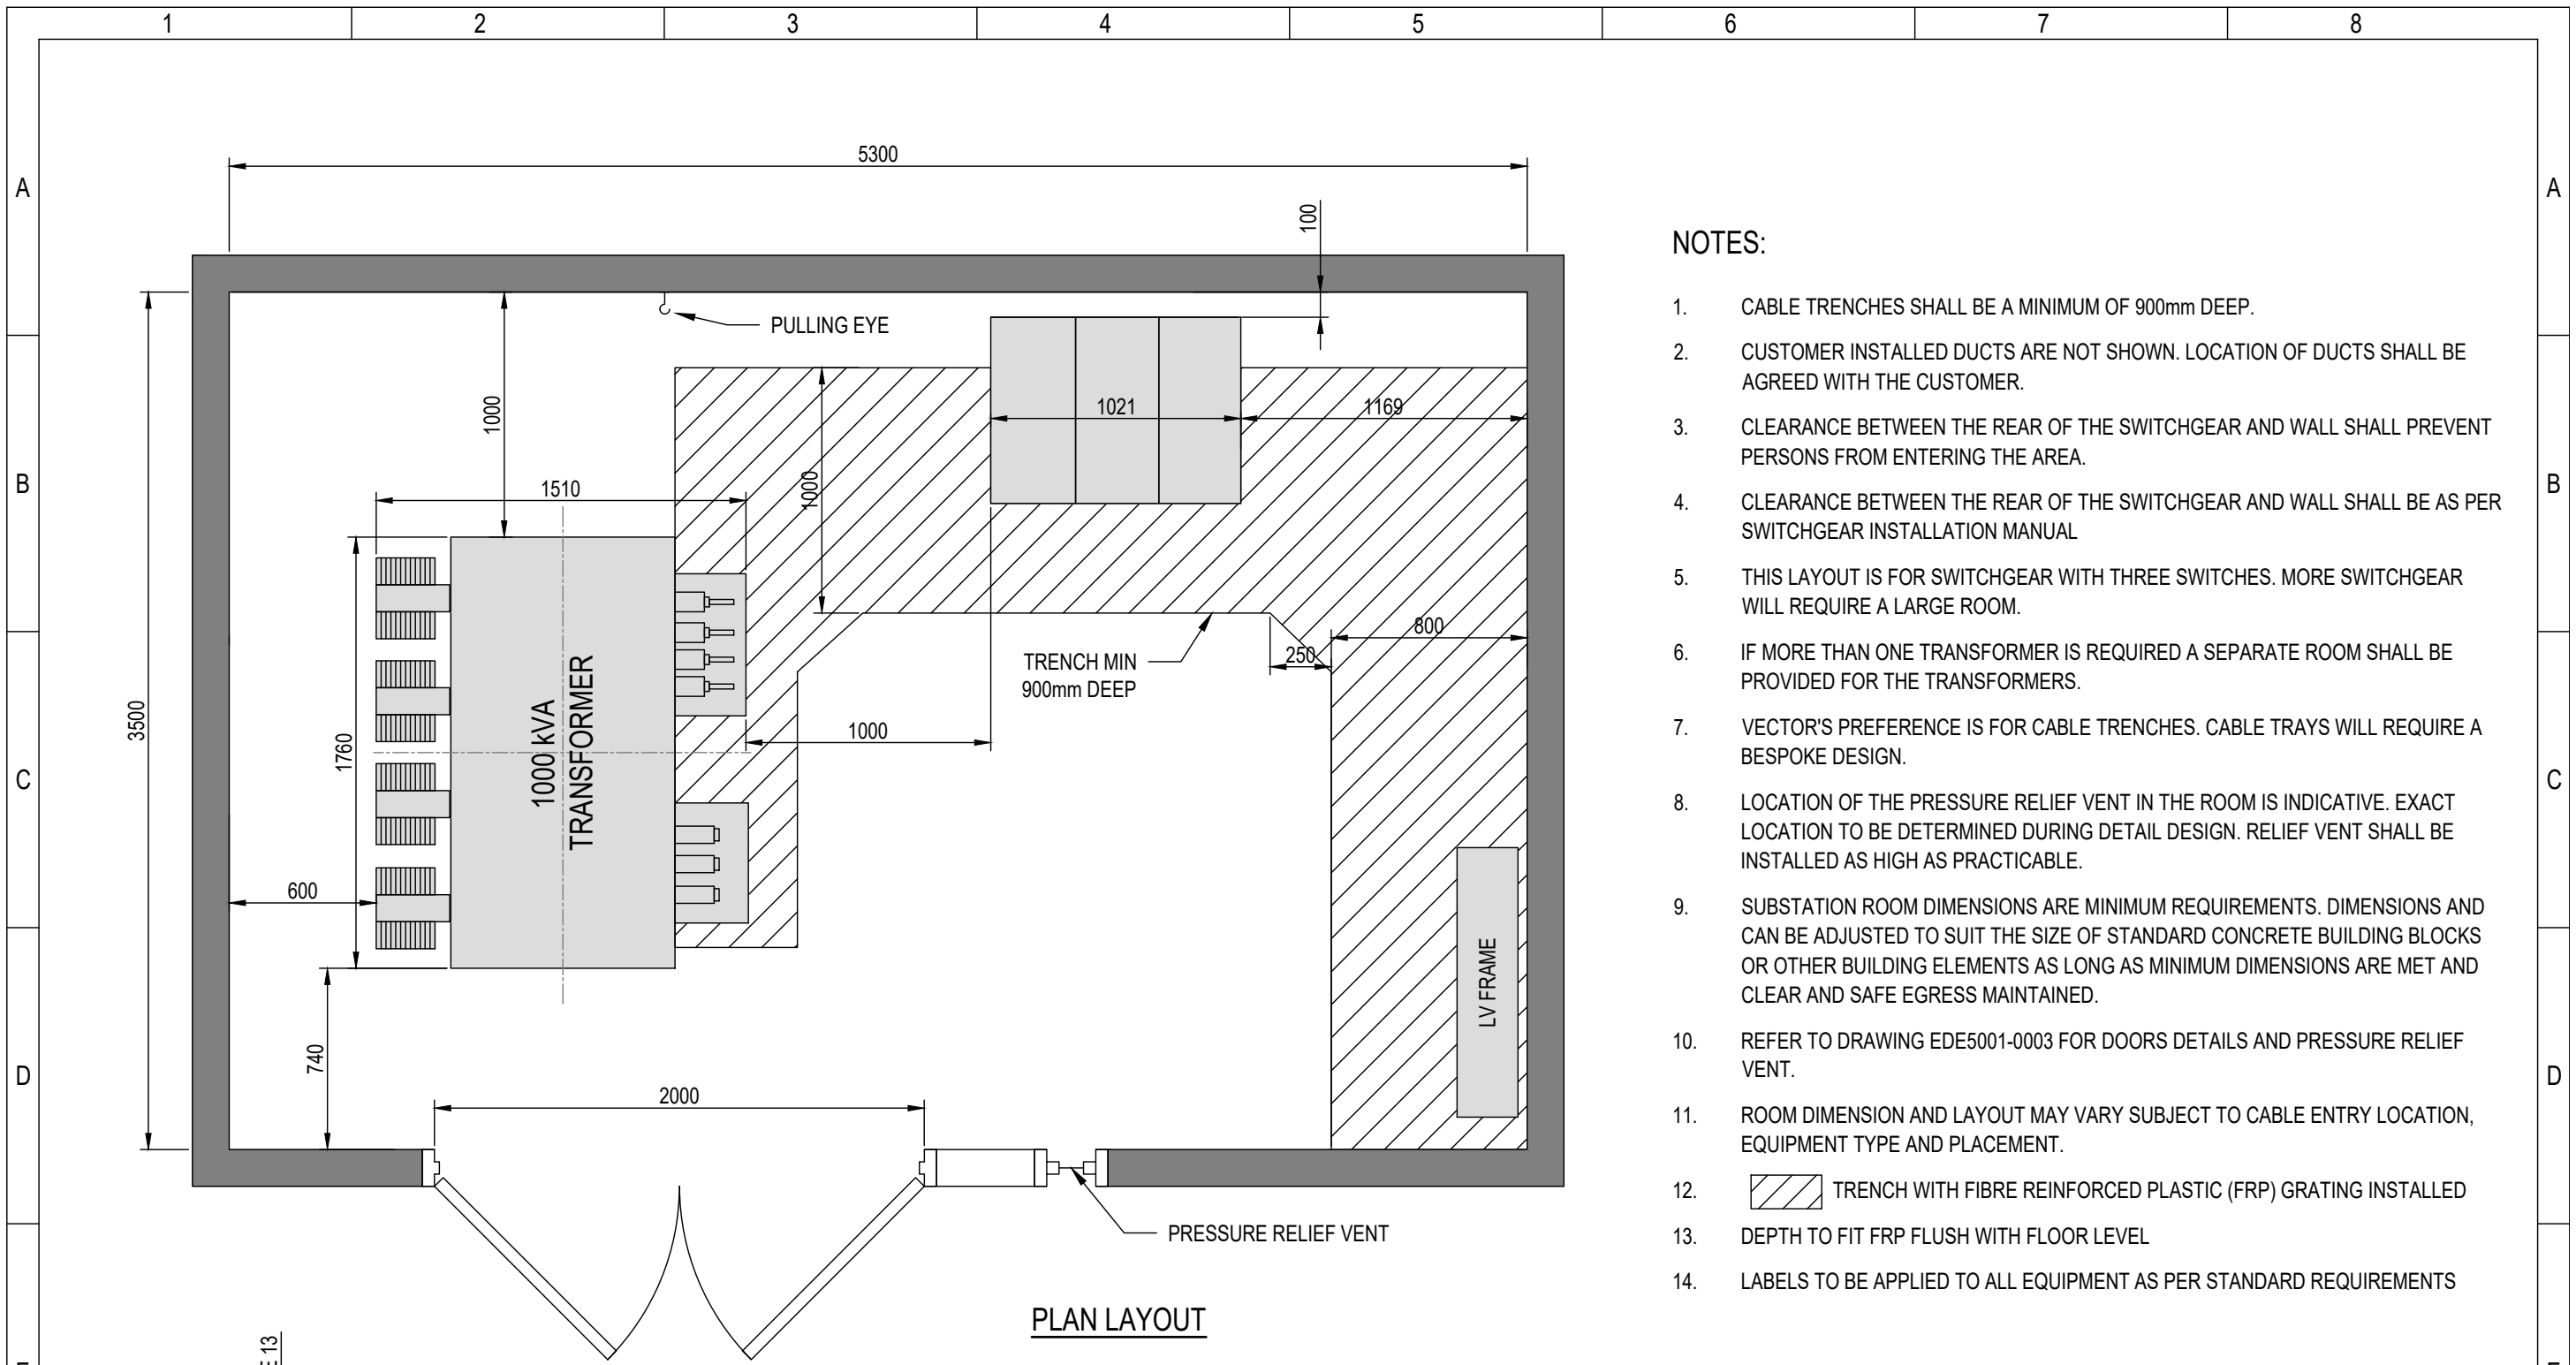 1 2 3 4 5 6 7 8
A
B
C
D
A
B
C
D
5300
100
PULLING EYE
1000
1021
1169
1000
1510
800
250
TRENCH MIN
900mm DEEP
3500
1760
1000 kVA
TRANSFORMER
1000
600
LV FRAME
740
2000
PRESSURE RELIEF VENT
PLAN LAYOUT
NOTES:
1. CABLE TRENCHES SHALL BE A MINIMUM OF 900mm DEEP.
2. CUSTOMER INSTALLED DUCTS ARE NOT SHOWN. LOCATION OF DUCTS SHALL BE
AGREED WITH THE CUSTOMER.
3. CLEARANCE BETWEEN THE REAR OF THE SWITCHGEAR AND WALL SHALL PREVENT
PERSONS FROM ENTERING THE AREA.
4. CLEARANCE BETWEEN THE REAR OF THE SWITCHGEAR AND WALL SHALL BE AS PER
SWITCHGEAR INSTALLATION MANUAL
5. THIS LAYOUT IS FOR SWITCHGEAR WITH THREE SWITCHES. MORE SWITCHGEAR
WILL REQUIRE A LARGE ROOM.
6. IF MORE THAN ONE TRANSFORMER IS REQUIRED A SEPARATE ROOM SHALL BE
PROVIDED FOR THE TRANSFORMERS.
7. VECTOR'S PREFERENCE IS FOR CABLE TRENCHES. CABLE TRAYS WILL REQUIRE A
BESPOKE DESIGN.
8. LOCATION OF THE PRESSURE RELIEF VENT IN THE ROOM IS INDICATIVE. EXACT
LOCATION TO BE DETERMINED DURING DETAIL DESIGN. RELIEF VENT SHALL BE
INSTALLED AS HIGH AS PRACTICABLE.
9. SUBSTATION ROOM DIMENSIONS ARE MINIMUM REQUIREMENTS. DIMENSIONS AND
CAN BE ADJUSTED TO SUIT THE SIZE OF STANDARD CONCRETE BUILDING BLOCKS
OR OTHER BUILDING ELEMENTS AS LONG AS MINIMUM DIMENSIONS ARE MET AND
CLEAR AND SAFE EGRESS MAINTAINED.
10. REFER TO DRAWING EDE5001-0003 FOR DOORS DETAILS AND PRESSURE RELIEF
VENT.
11. ROOM DIMENSION AND LAYOUT MAY VARY SUBJECT TO CABLE ENTRY LOCATION,
EQUIPMENT TYPE AND PLACEMENT.
12. TRENCH WITH FIBRE REINFORCED PLASTIC (FRP) GRATING INSTALLED
13. DEPTH TO FIT FRP FLUSH WITH FLOOR LEVEL
14. LABELS TO BE APPLIED TO ALL EQUIPMENT AS PER STANDARD REQUIREMENTS
13